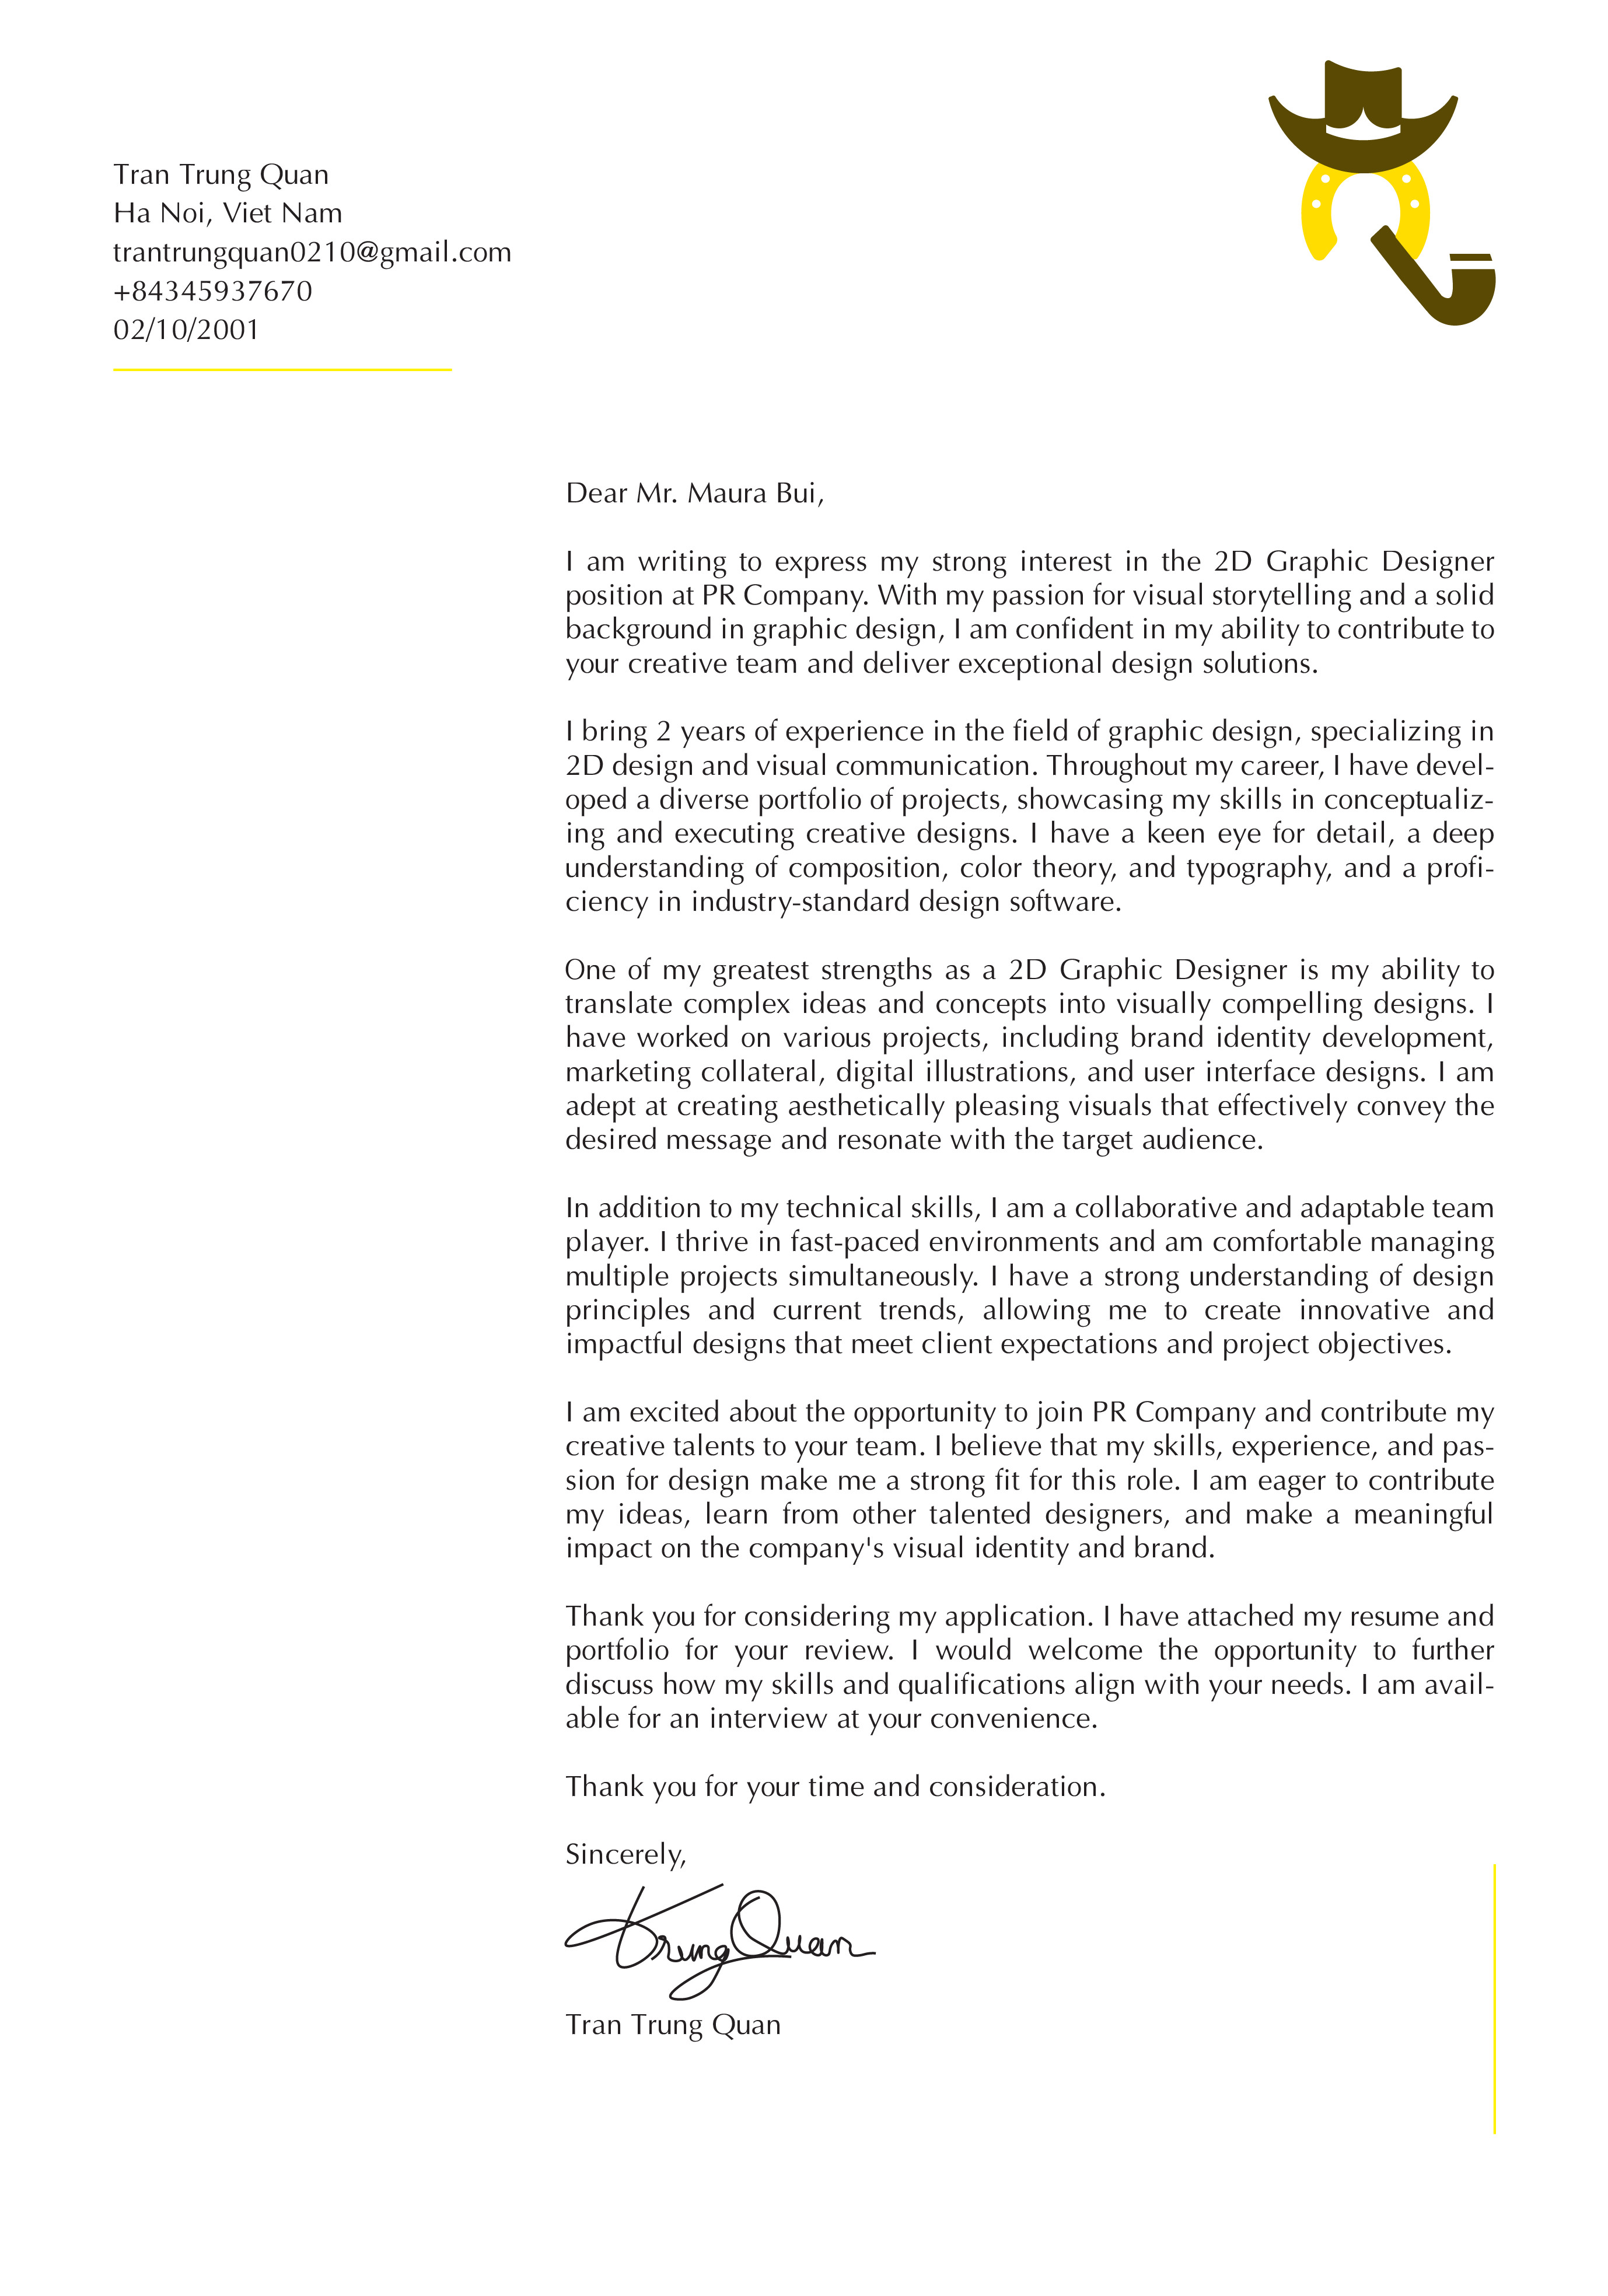 Tran Trung Quan
Ha Noi, Viet Nam
trantrungquan0210@gmail.com
+84345937670
02/10/2001
Dear Mr. Maura Bui,
I am writing to express my strong interest in the 2D Graphic Designer
position at PR Company. With my passion for visual storytelling and a solid
background in graphic design, I am confident in my ability to contribute to
your creative team and deliver exceptional design solutions.
I bring 2 years of experience in the field of graphic design, specializing in
2D design and visual communication. Throughout my career, I have devel-
oped a diverse portfolio of projects, showcasing my skills in conceptualiz-
ing and executing creative designs. I have a keen eye for detail, a deep
understanding of composition, color theory, and typography, and a profi-
ciency in industry-standard design software.
One of my greatest strengths as a 2D Graphic Designer is my ability to
translate complex ideas and concepts into visually compelling designs. I
have worked on various projects, including brand identity development,
marketing collateral, digital illustrations, and user interface designs. I am
adept at creating aesthetically pleasing visuals that effectively convey the
desired message and resonate with the target audience.
In addition to my technical skills, I am a collaborative and adaptable team
player. I thrive in fast-paced environments and am comfortable managing
multiple projects simultaneously. I have a strong understanding of design
principles and current trends, allowing me to create innovative and
impactful designs that meet client expectations and project objectives.
I am excited about the opportunity to join PR Company and contribute my
creative talents to your team. I believe that my skills, experience, and pas-
sion for design make me a strong fit for this role. I am eager to contribute
my ideas, learn from other talented designers, and make a meaningful
impact on the company's visual identity and brand.
Thank you for considering my application. I have attached my resume and
portfolio for your review. I would welcome the opportunity to further
discuss how my skills and qualifications align with your needs. I am avail-
able for an interview at your convenience.
Thank you for your time and consideration.
Sincerely,
Trung Quan
Tran Trung Quan